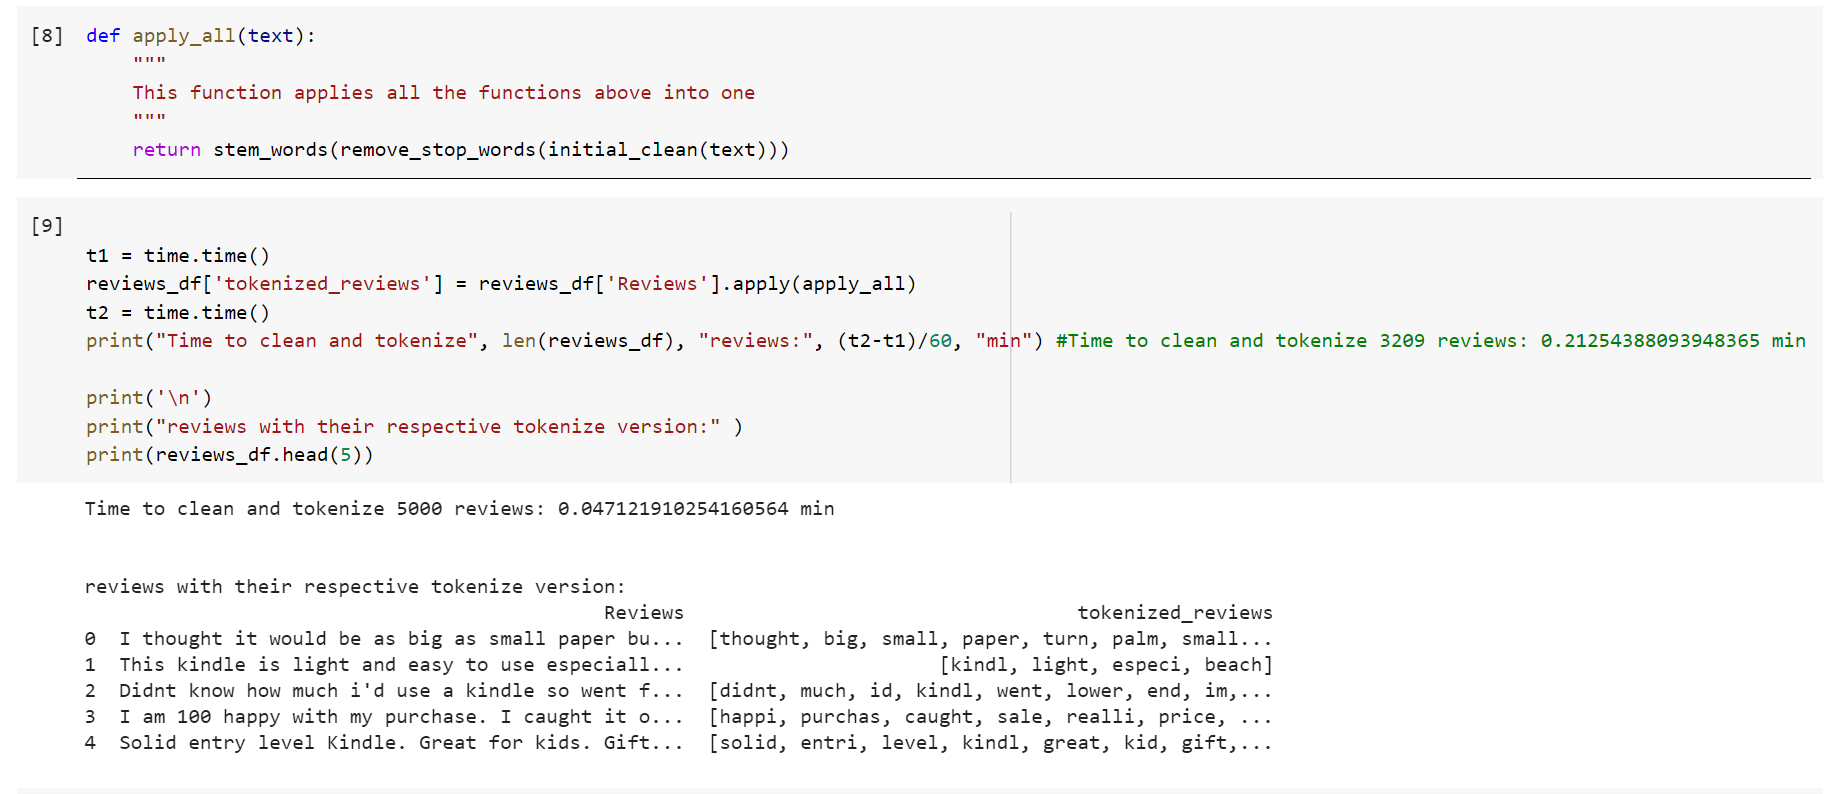 [8] def apply_all(text):
"""
This function applies all the functions above into one
"""
return stem_words(remove_stop_words(initial_clean(text)))
[9]
t1 = time.time()
reviews_df['tokenized_reviews'] = reviews_df['Reviews'].apply(apply_all)
t2 = time.time()
print("Time to clean and tokenize", len(reviews_df), "reviews:", (t2-t1)/60, "min") #Time to clean and tokenize 3209 reviews: 0.21254388093948365 min
print('\n')
print("reviews with their respective tokenize version:" )
print(reviews_df.head(5))
Time to clean and tokenize 5000 reviews: 0.047121910254160564 min
reviews with their respective tokenize version:
Reviews tokenized_reviews
0 I thought it would be as big as small paper bu... [thought, big, small, paper, turn, palm, small...
1 This kindle is light and easy to use especiall... [kindl, light, especi, beach]
2 Didnt know how much i'd use a kindle so went f... [didnt, much, id, kindl, went, lower, end, im,...
3 I am 100 happy with my purchase. I caught it o... [happi, purchas, caught, sale, realli, price, ...
4 Solid entry level Kindle. Great for kids. Gift... [solid, entri, level, kindl, great, kid, gift,...